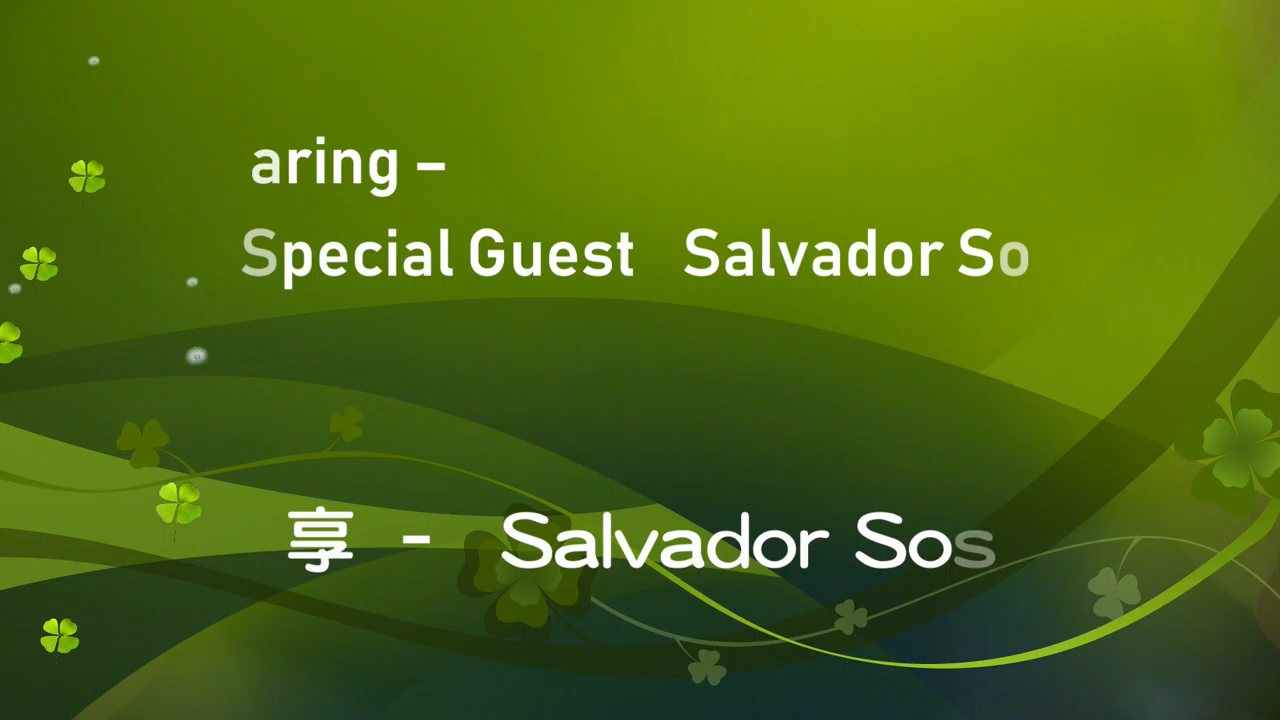 aring –
Special Guest Salvador So
享 - Salvador Sos